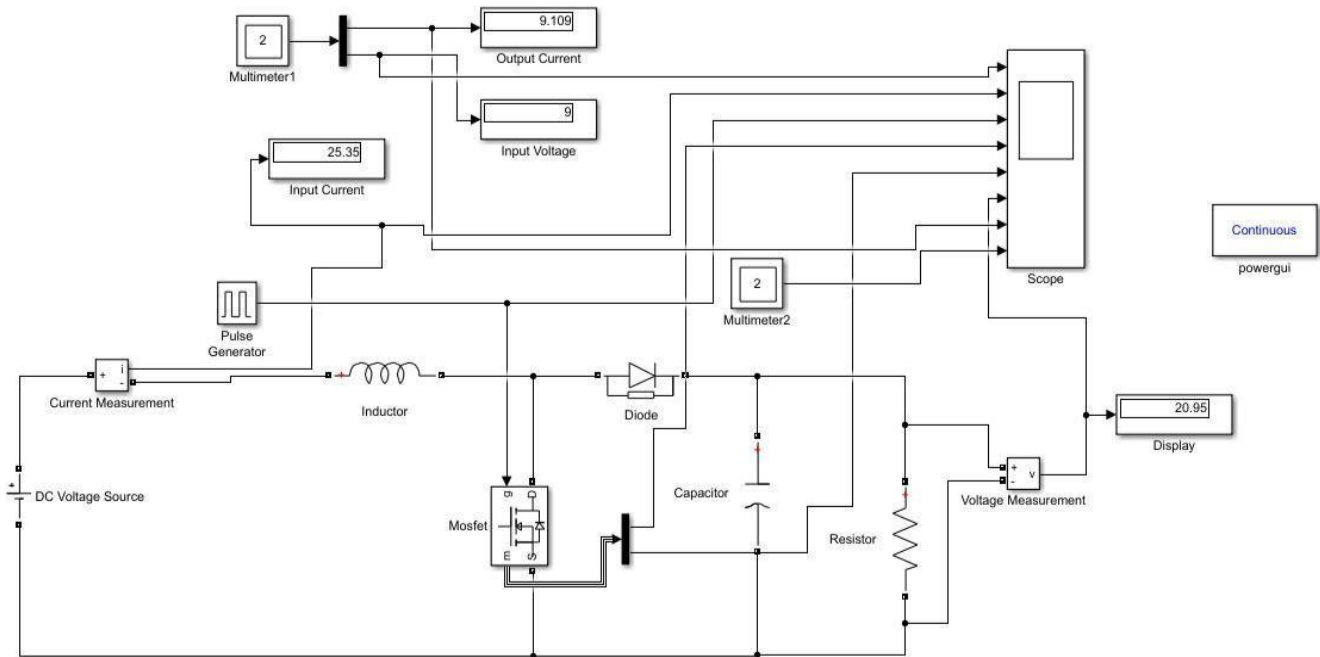 2
Multimeter1
9.109
Output Current
9
Input Voltage
25.35
Input Current
Scope
Continuous
powergui
2
Multimeter2
Pulse
Generator
+
i
-
Current Measurement
+
Inductor
Diode
20.95
Display
+
DC Voltage Source
Mosfet
g
D
m
S
+
Capacitor
+
Resistor
+
-
v
Voltage Measurement